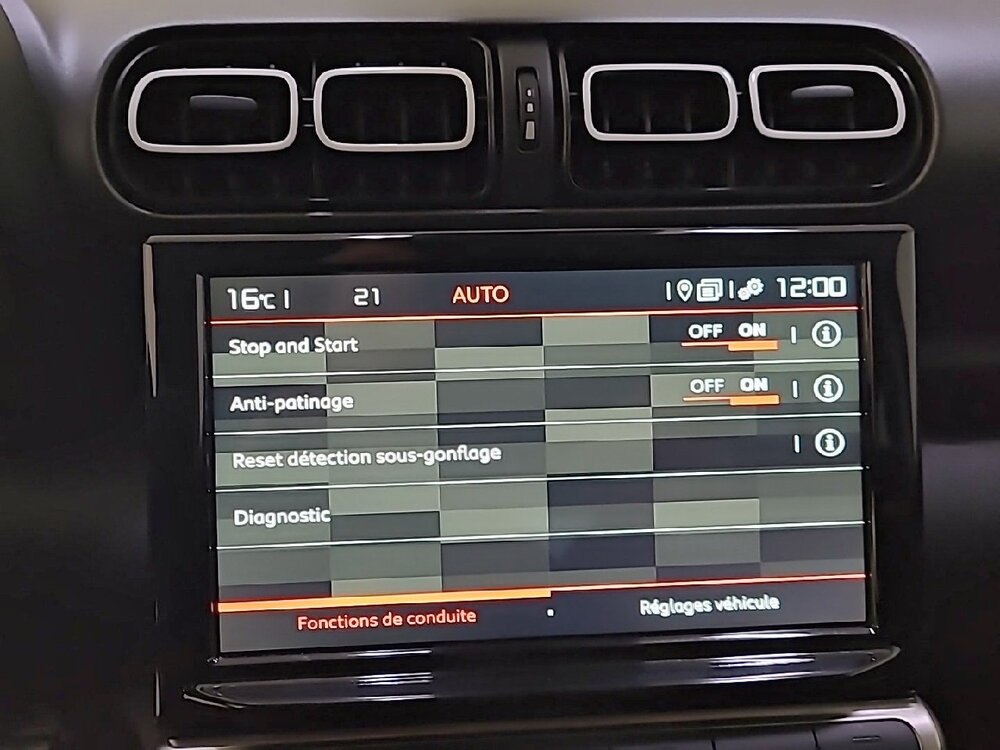 16°C 21 AUTO 12:00
Stop and Start OFF ON
Anti-patinage OFF ON
Reset détection sous-gonflage
Diagnostic
Fonctions de conduite Réglages véhicule